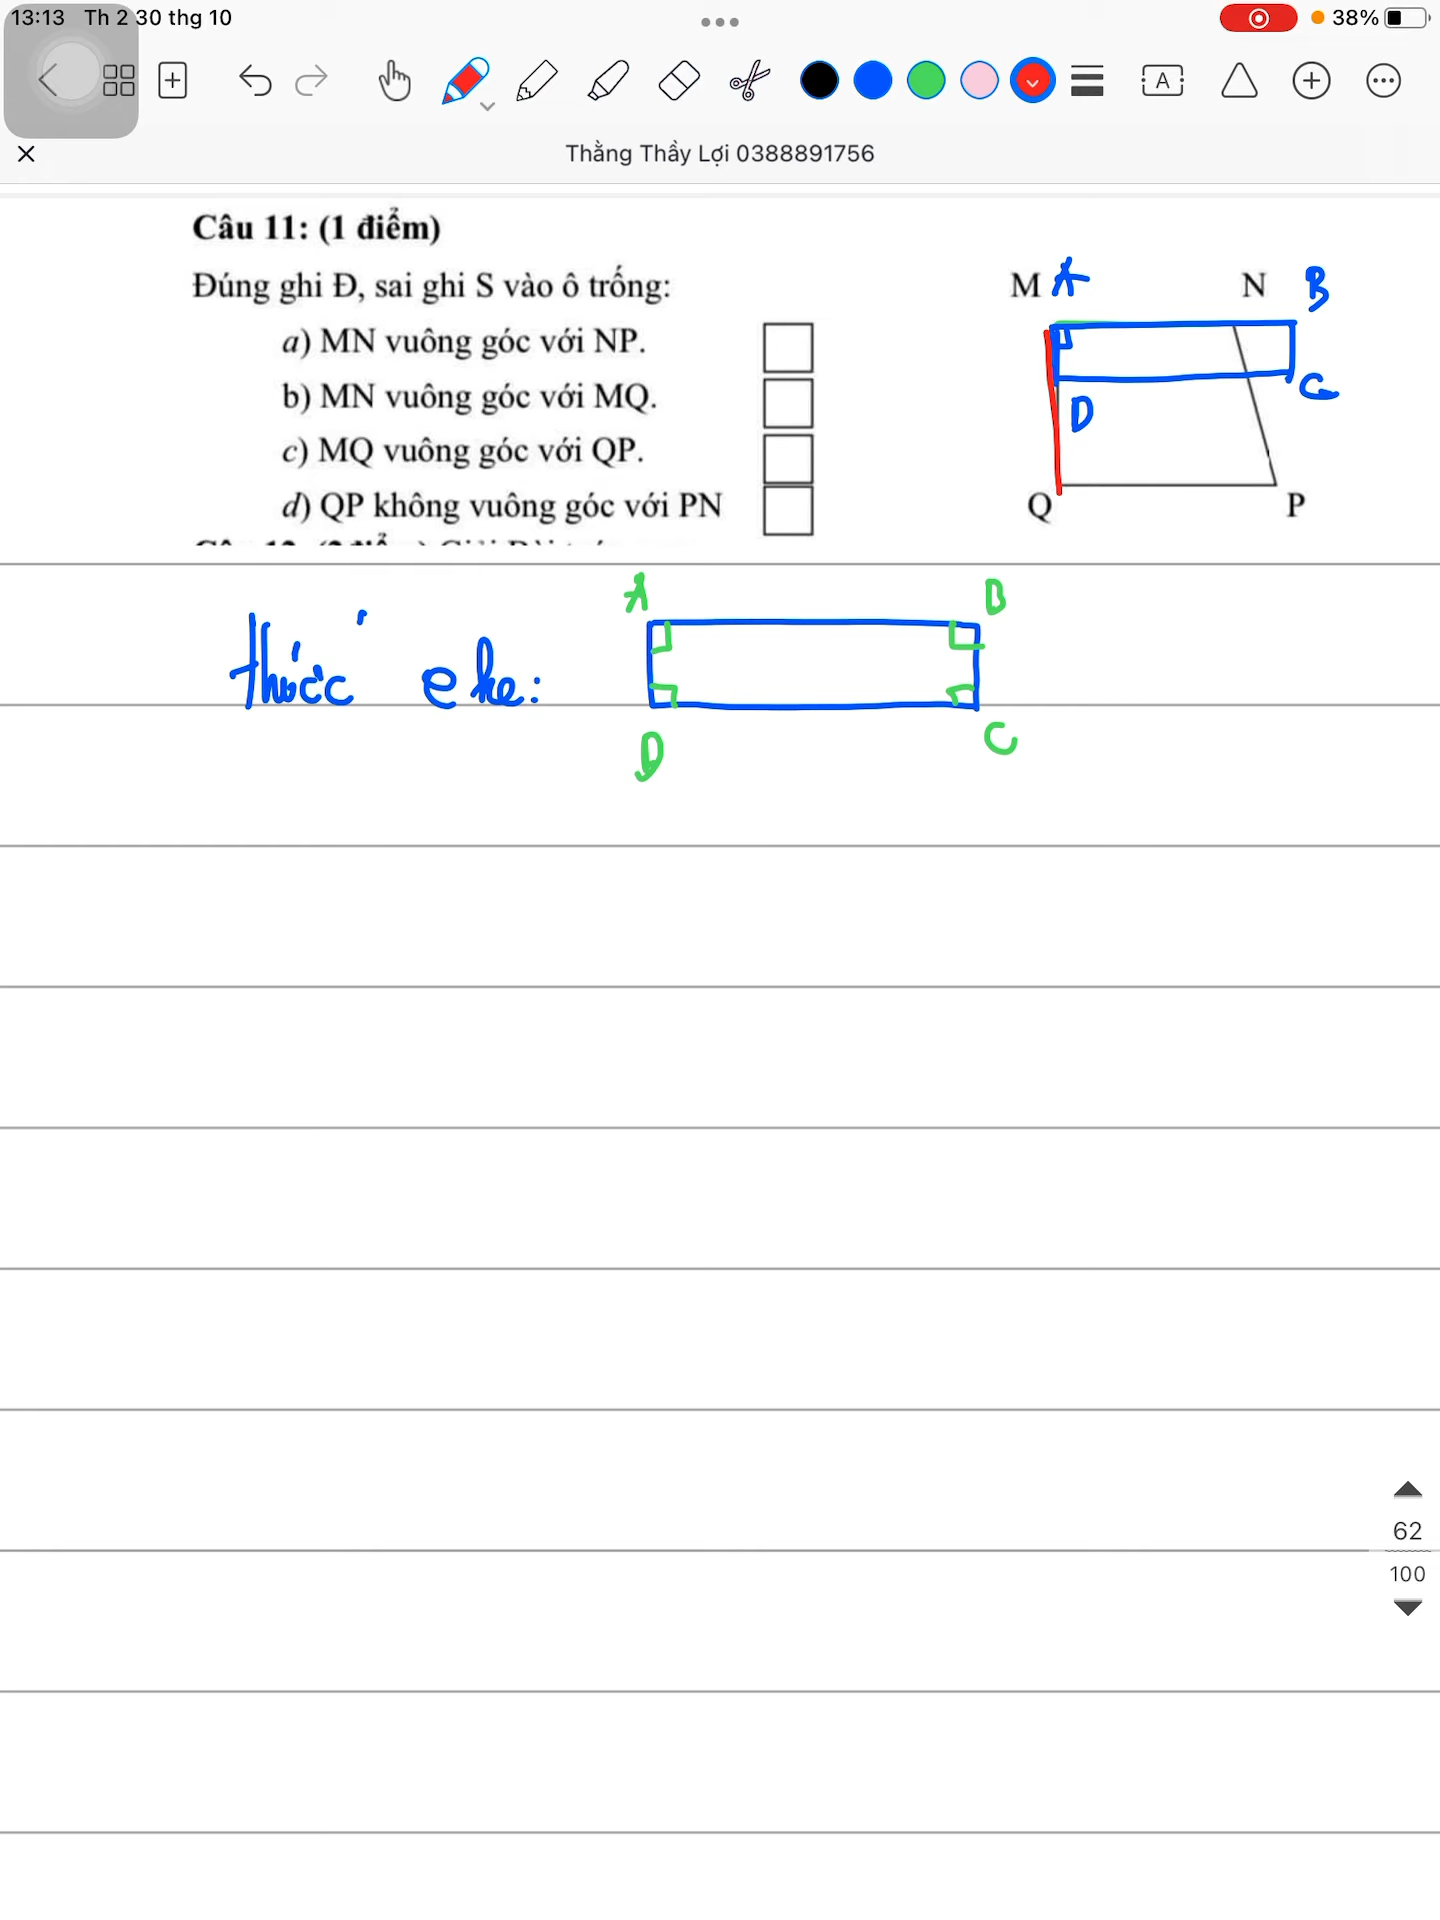 13:13 Th 2 30 thg 10
38%
A
Thằng Thầy Lợi 0388891756
Câu 11: (1 điểm)
Đúng ghi Đ, sai ghi S vào ô trống:
a) MN vuông góc với NP.
b) MN vuông góc với MQ.
c) MQ vuông góc với QP.
d) QP không vuông góc với PN
M A N B
D C
Q P
thước eke:
A B
D C
62
100